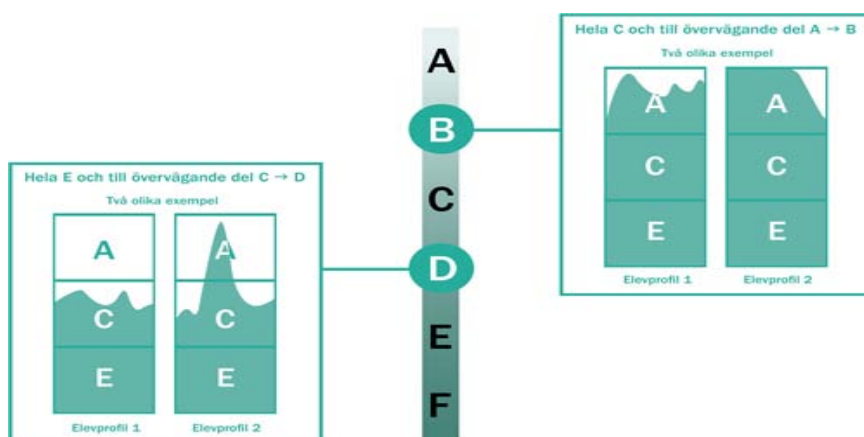 Hela E och till övervägande del C → D
Två olika exempel
A
C
E
Elevprofil 1
A
C
E
Elevprofil 2
A
B
C
D
E
F
Hela C och till övervägande del A → B
Två olika exempel
A
C
E
Elevprofil 1
A
C
E
Elevprofil 2